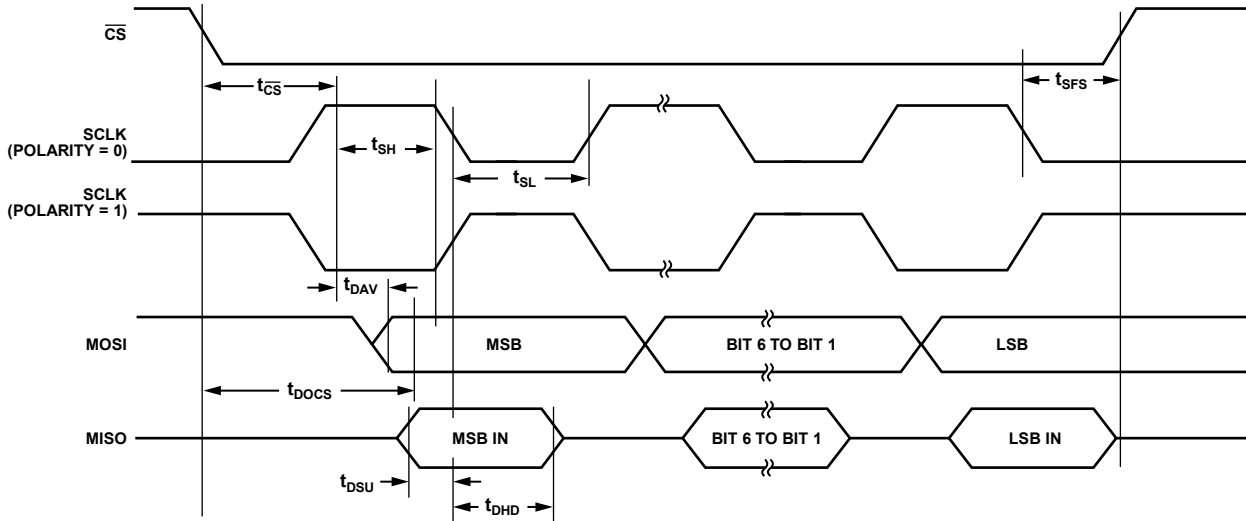 CS
tCS
tSFS
SCLK
(POLARITY = 0)
tSH
tSL
SCLK
(POLARITY = 1)
tDAV
MOSI
MSB
BIT 6 TO BIT 1
LSB
tDOCS
MISO
MSB IN
BIT 6 TO BIT 1
LSB IN
tDSU
tDHD